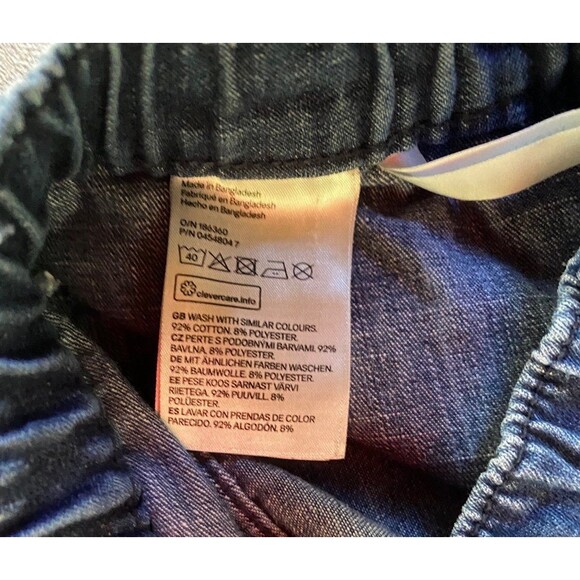 Made in Bangladesh
Fabriqué en Bangladesh
Hecho en Bangladesh
O/N 186360
P/N 0454804 7
40
clevercare.info
GB WASH WITH SIMILAR COLOURS.
92% COTTON. 8% POLYESTER.
CZ PERTE S PODOBNÝMI BARVAMI. 92%
BAVLNA. 8% POLYESTER.
DE MIT ÄHNLICHEN FARBEN WASCHEN.
92% BAUMWOLLE. 8% POLYESTER.
EE PESE KOOS SARNAST VÄRVI
RIIETEGA. 92% PUUVILL. 8%
POLÜESTER.
ES LAVAR CON PRENDAS DE COLOR
PARECIDO. 92% ALGODÓN. 8%